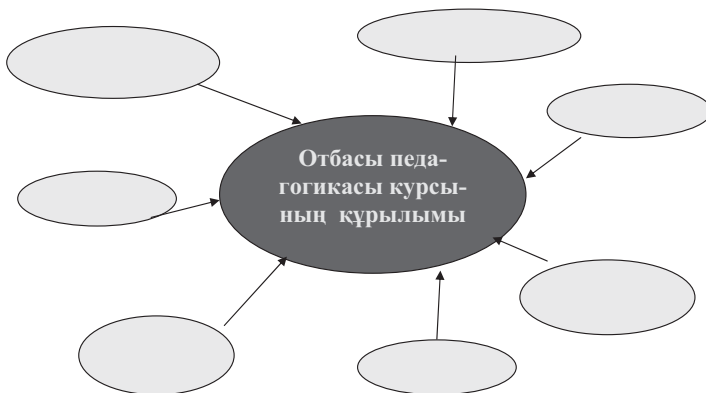 Отбасы педа-
гогикасы курсы-
ның құрылымы